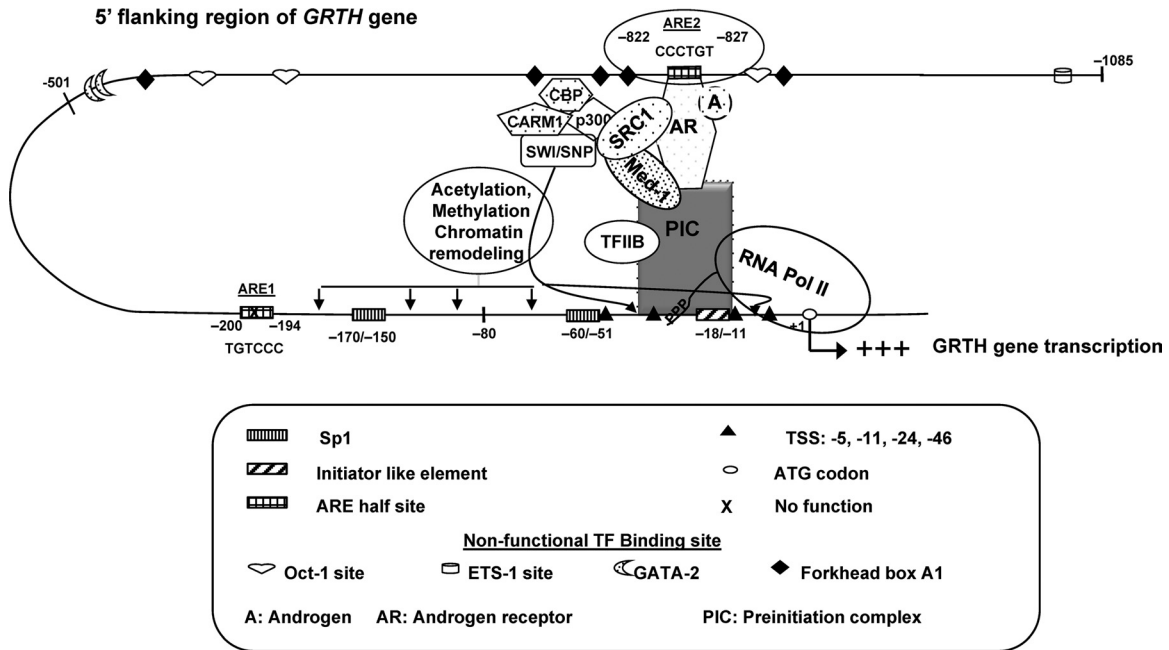 5' flanking region of GRTH gene
ARE2
–822 –827
CCCTGT
–1085
-501
CBP
A
CARM1 p300 SRC1 AR
SWI/SNP
Med-1
Acetylation,
Methylation
Chromatin
remodeling
PIC
TFIIB
RNA Pol II
ARE1
X
PPP
–200 –194
TGTCCC
–170/–150
–80
–60/–51
–18/–11
+1
+++ GRTH gene transcription
Sp1
TSS: -5, -11, -24, -46
Initiator like element
ATG codon
ARE half site
X No function
Non-functional TF Binding site
Oct-1 site ETS-1 site GATA-2 Forkhead box A1
A: Androgen AR: Androgen receptor PIC: Preinitiation complex